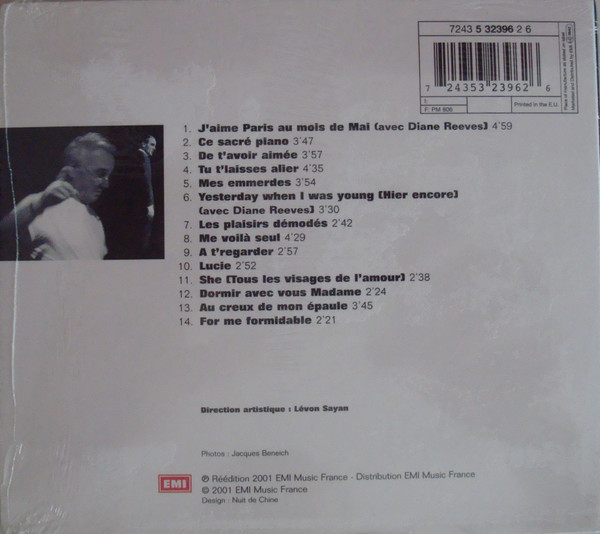 7243 5 32396 2 6
7 24353 23962 6
F: PM 609
Printed in the E.U.
1. J'aime Paris au mois de Mai (avec Diane Reeves) 4'59
2. Ce sacré piano 3'47
3. De t'avoir aimée 3'57
4. Tu t'laisses aller 4'35
5. Mes emmerdes 3'54
6. Yesterday when I was young (Hier encore)
(avec Diane Reeves) 3'30
7. Les plaisirs démodés 2'42
8. Me voilà seul 4'29
9. A t'regarder 2'57
10. Lucie 2'52
11. She (Tous les visages de l'amour) 2'38
12. Dormir avec vous Madame 2'24
13. Au creux de mon épaule 3'45
14. For me formidable 2'21
Direction artistique : Lévon Sayan
Photos : Jacques Beneich
EMI
℗ Réédition 2001 EMI Music France - Distribution EMI Music France
© 2001 EMI Music France
Design : Nuit de Chine